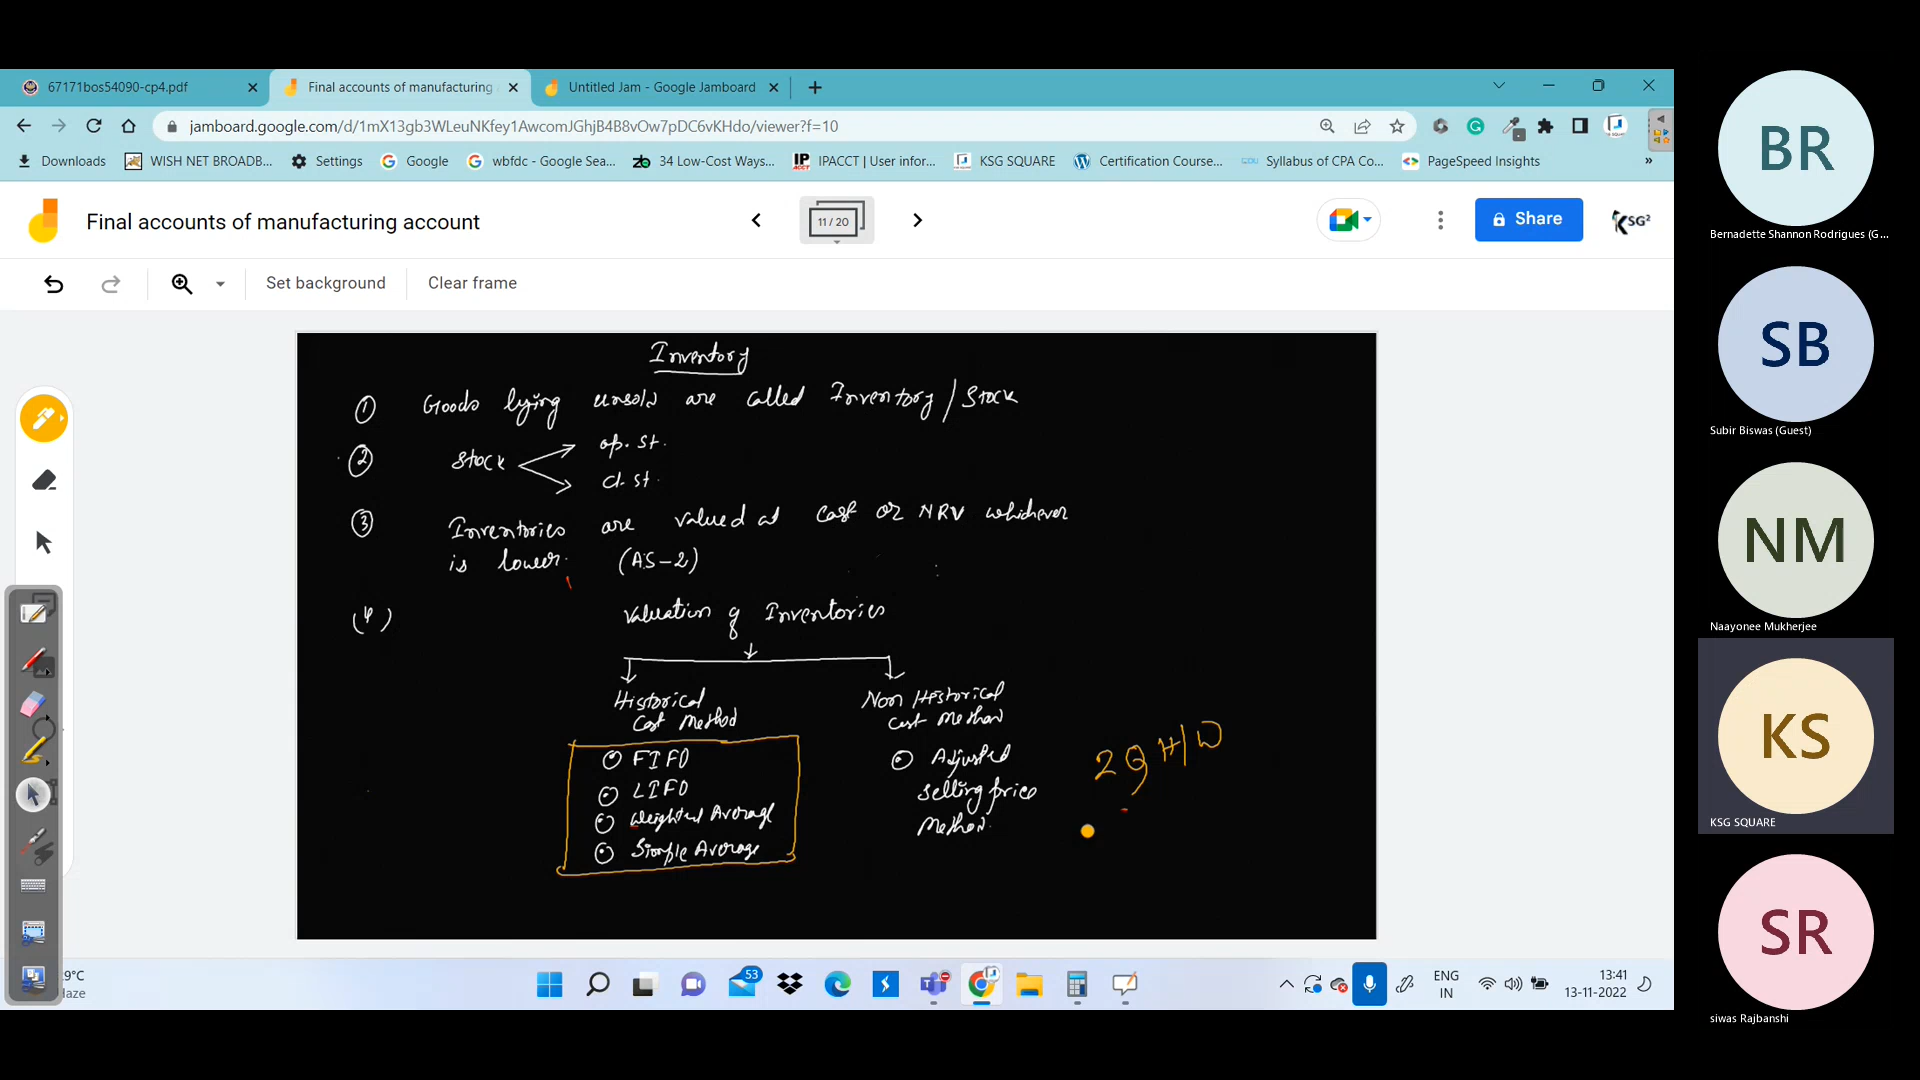 67171bos54090-cp4.pdf
Final accounts of manufacturing
Untitled Jam - Google Jamboard
jamboard.google.com/d/1mX13gb3WLeuNKfey1AwcomJGhjB4B8vOw7pDC6vKHdo/viewer?f=10
Downloads
WISH NET BROADB...
Settings
Google
wbfdc - Google Sea...
34 Low-Cost Ways...
IPACCT | User infor...
KSG SQUARE
Certification Course...
Syllabus of CPA Co...
PageSpeed Insights
»
Final accounts of manufacturing account
11 / 20
Share
KSG²
Set background
Clear frame
Inventory
① Goods lying unsold are called Inventory / Stock
② Stock
op. st.
cl. st.
③ Inventories are valued at cost or NRV whichever
is lower. (AS-2)
(4) Valuation of Inventories
Historical
Cost Method
Non Historical
cost Method
FIFO
LIFO
Weighted Average
Simple Average
Adjusted
selling price
Method.
2Q H/W
9°C
Haze
53
ENG
IN
13:41
13-11-2022
BR
Bernadette Shannon Rodrigues (G...
SB
Subir Biswas (Guest)
NM
Naayonee Mukherjee
KS
KSG SQUARE
SR
siwas Rajbanshi